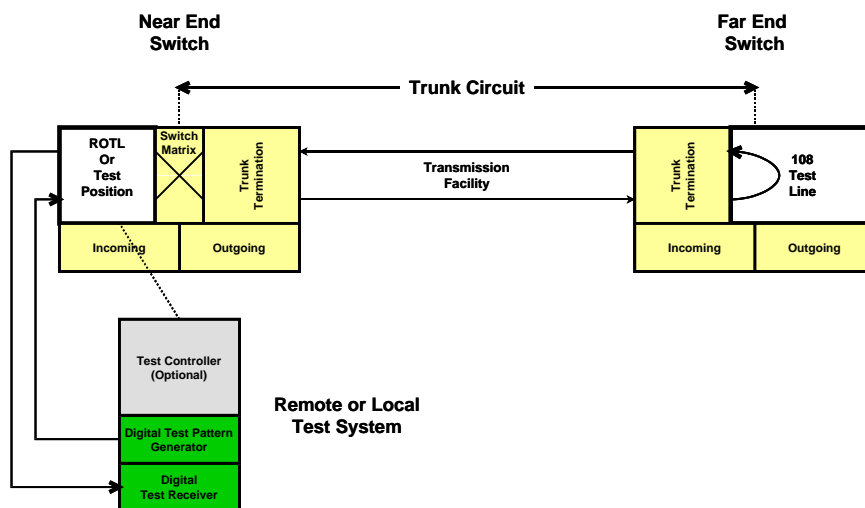 Near End
Switch
Far End
Switch
Trunk Circuit
ROTL
Or
Test
Position
Switch
Matrix
Trunk
Termination
Transmission
Facility
Trunk
Termination
108
Test
Line
Incoming
Outgoing
Incoming
Outgoing
Test Controller
(Optional)
Remote or Local
Test System
Digital Test Pattern
Generator
Digital
Test Receiver